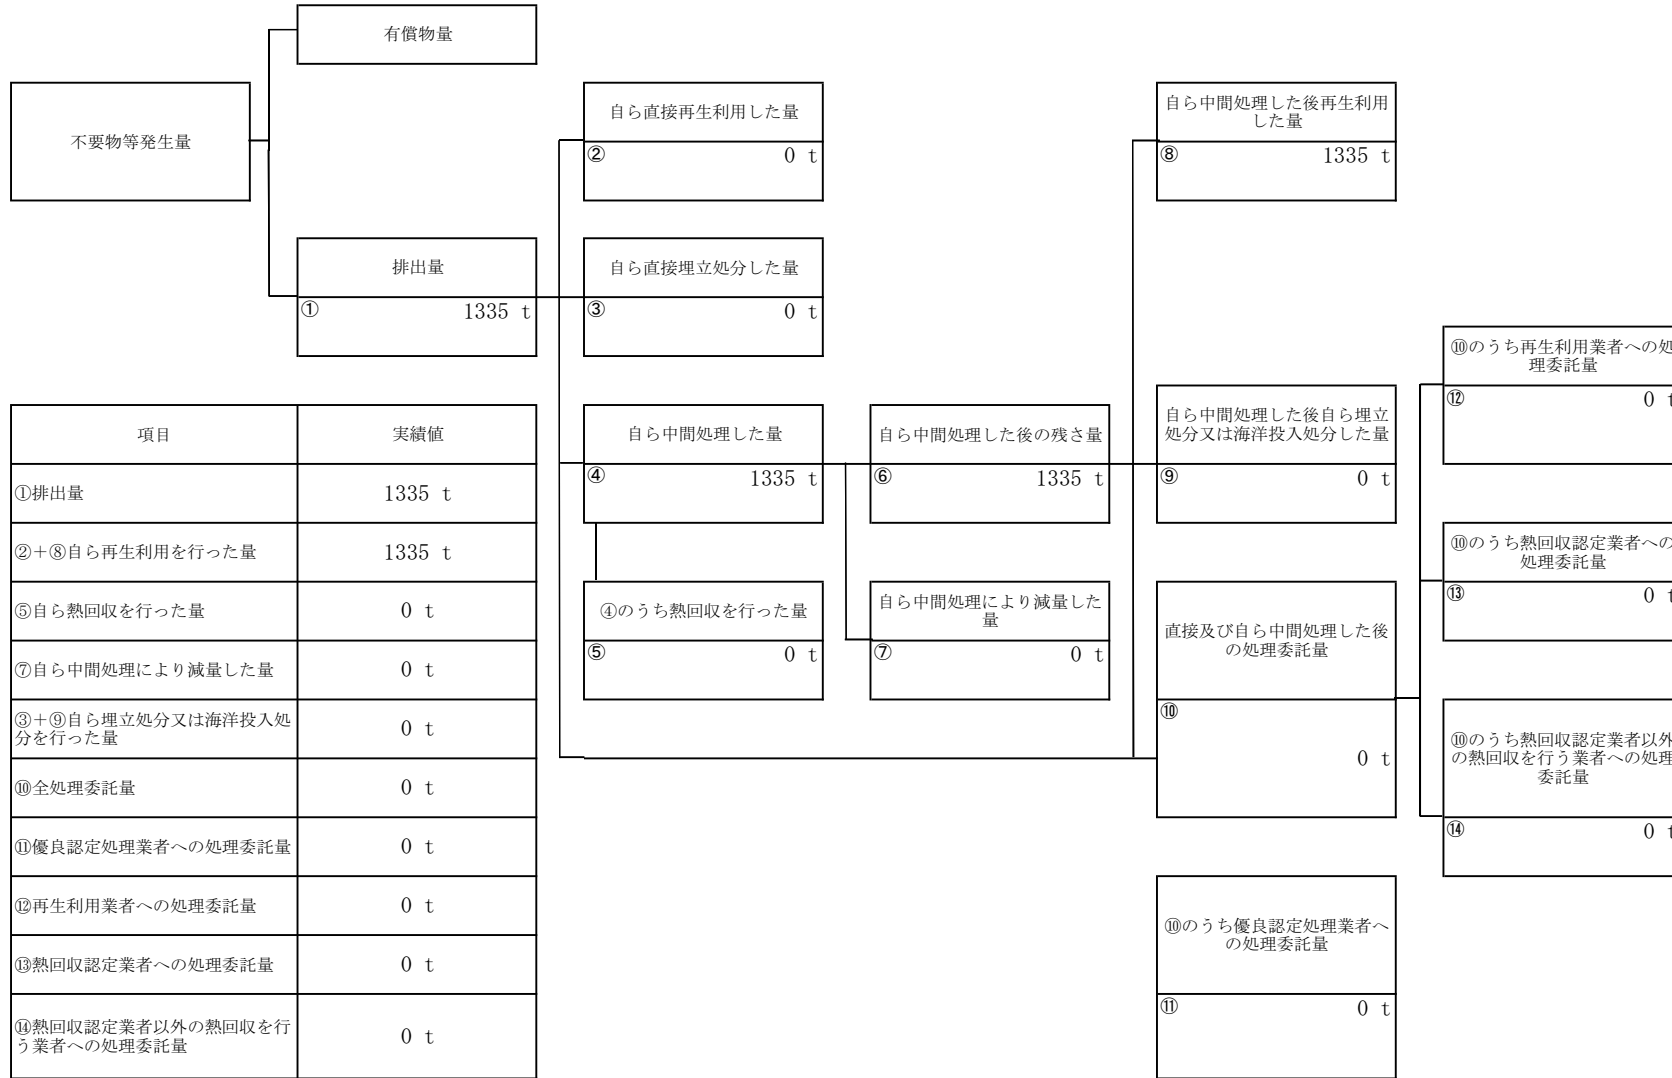 有償物量
不要物等発生量
自ら直接再生利用した量
② 0 t
自ら中間処理した後再生利用
した量
⑧ 1335 t
排出量
① 1335 t
自ら直接埋立処分した量
③ 0 t
⑩のうち再生利用業者への処
理委託量
⑫ 0 t
項目 実績値
①排出量 1335 t
②+⑧自ら再生利用を行った量 1335 t
⑤自ら熱回収を行った量 0 t
⑦自ら中間処理により減量した量 0 t
③+⑨自ら埋立処分又は海洋投入処
分を行った量 0 t
⑩全処理委託量 0 t
⑪優良認定処理業者への処理委託量 0 t
⑫再生利用業者への処理委託量 0 t
⑬熱回収認定業者への処理委託量 0 t
⑭熱回収認定業者以外の熱回収を行
う業者への処理委託量 0 t
自ら中間処理した量
④ 1335 t
自ら中間処理した後の残さ量
⑥ 1335 t
自ら中間処理した後自ら埋立
処分又は海洋投入処分した量
⑨ 0 t
④のうち熱回収を行った量
⑤ 0 t
自ら中間処理により減量した
量
⑦ 0 t
直接及び自ら中間処理した後
の処理委託量
⑩
0 t
⑩のうち熱回収認定業者への
処理委託量
⑬ 0 t
⑩のうち熱回収認定業者以外
の熱回収を行う業者への処理
委託量
⑭ 0 t
⑩のうち優良認定処理業者へ
の処理委託量
⑪ 0 t